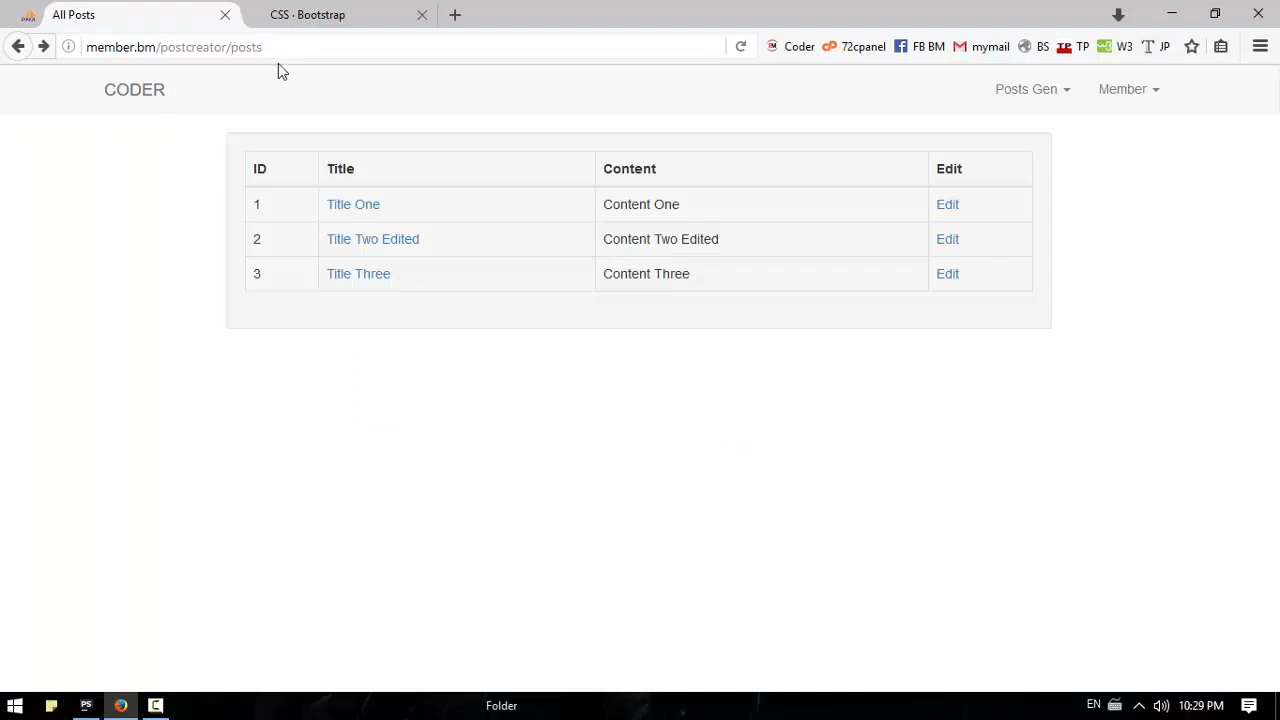 All Posts
CSS · Bootstrap
member.bm/postcreator/posts
Coder
72cpanel
FB BM
mymail
BS
TP TP
W3
JP
CODER
Posts Gen
Member
ID Title Content Edit
1 Title One Content One Edit
2 Title Two Edited Content Two Edited Edit
3 Title Three Content Three Edit
PS
Folder
EN
10:29 PM